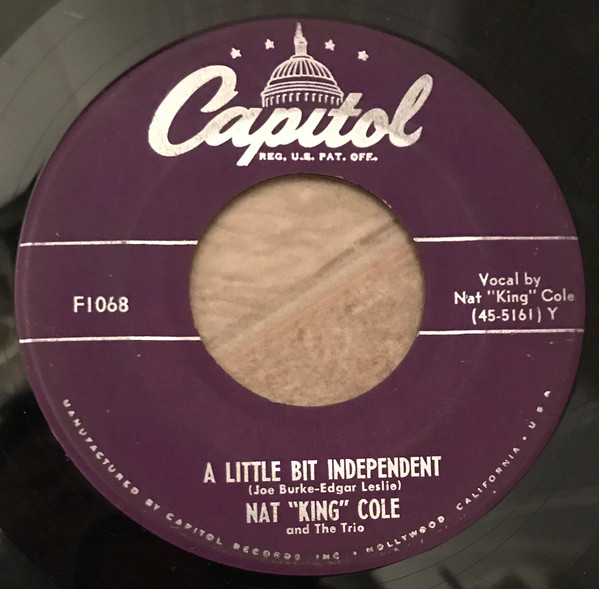 Capitol
REG. U.S. PAT. OFF.
F1068
Vocal by
Nat "King" Cole
(45-5161) Y
A LITTLE BIT INDEPENDENT
(Joe Burke-Edgar Leslie)
NAT "KING" COLE
and The Trio
MANUFACTURED BY CAPITOL RECORDS, INC • HOLLYWOOD, CALIFORNIA • U S A